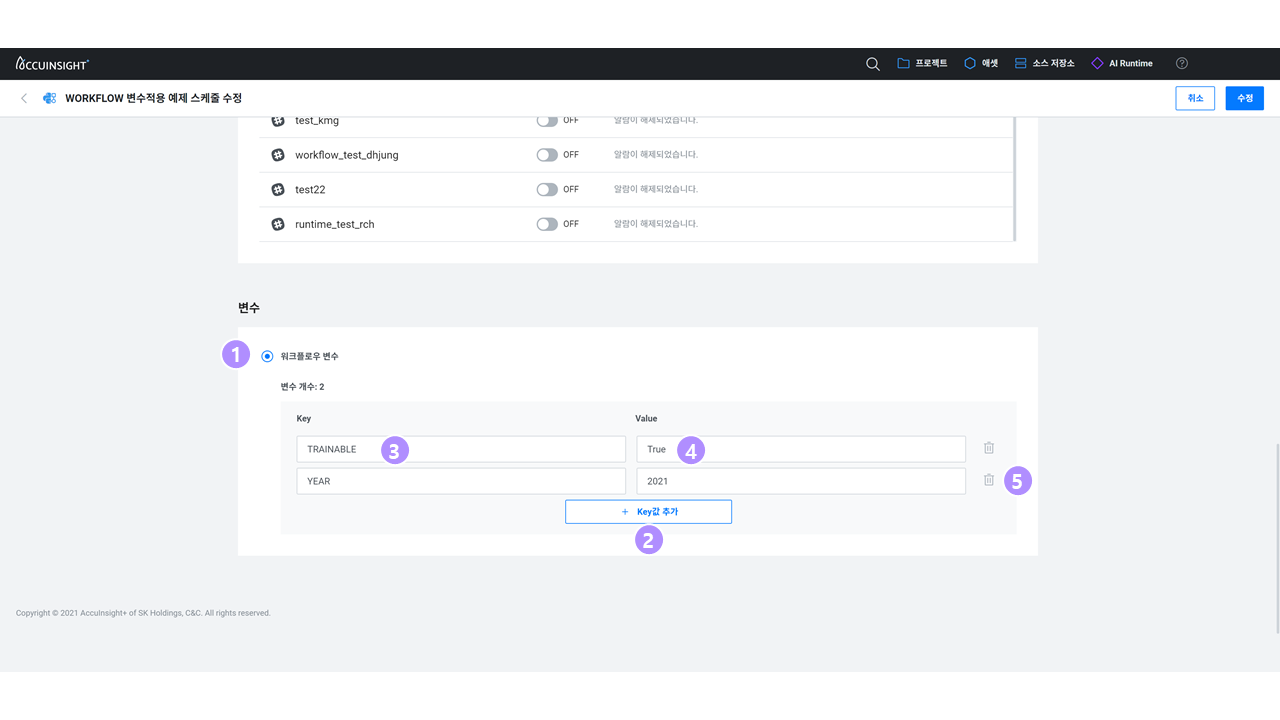 ACCUINSIGHT+
프로젝트
애셋
소스 저장소
AI Runtime
?
WORKFLOW 변수적용 예제 스케줄 수정
취소
수정
test_kmg OFF 알람이 해제되었습니다.
workflow_test_dhjung OFF 알람이 해제되었습니다.
test22 OFF 알람이 해제되었습니다.
runtime_test_rch OFF 알람이 해제되었습니다.
변수
1 워크플로우 변수
변수 개수: 2
Key Value
TRAINABLE 3 True 4
YEAR 2021 5
+ Key값 추가
2
Copyright © 2021 AccuInsight+ of SK Holdings, C&C. All rights reserved.